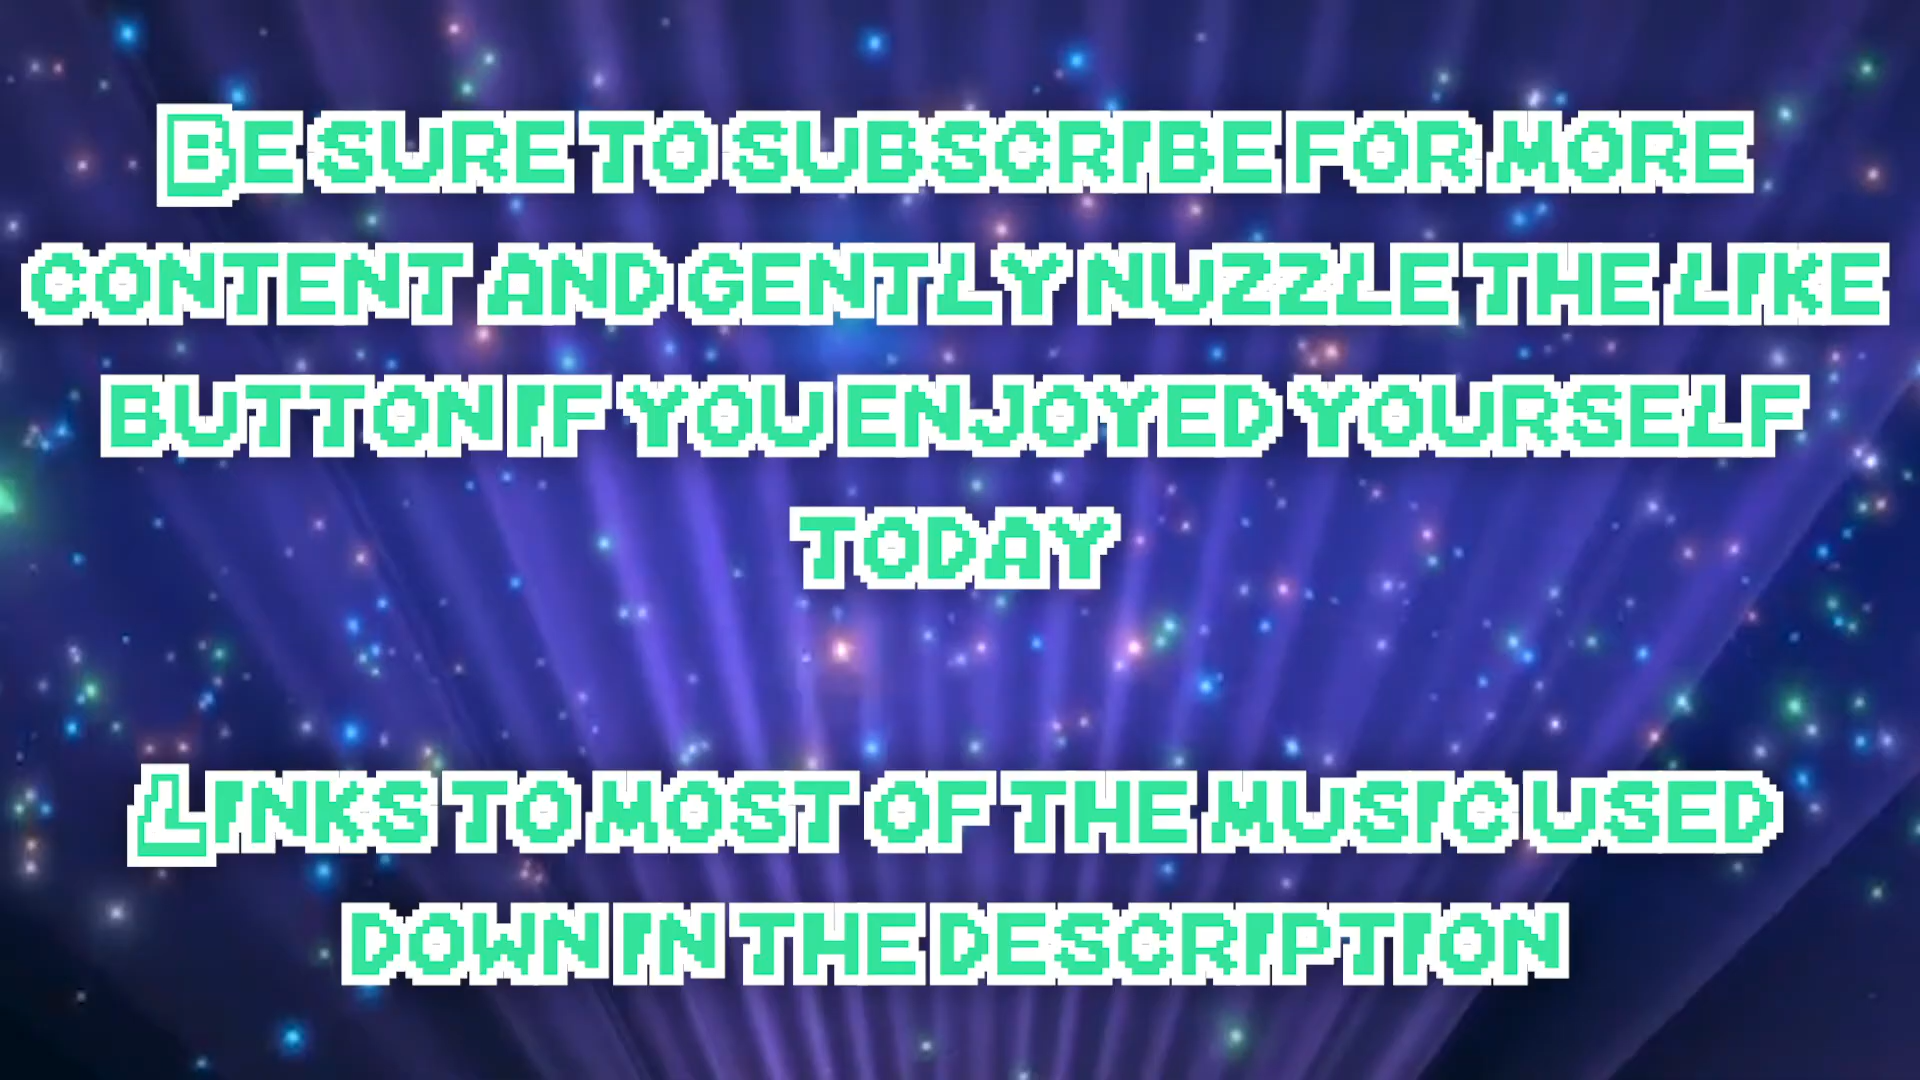 Be sure to subscribe for more
content and gently nuzzle the like
button if you enjoyed yourself
today
Links to most of the music used
down in the description